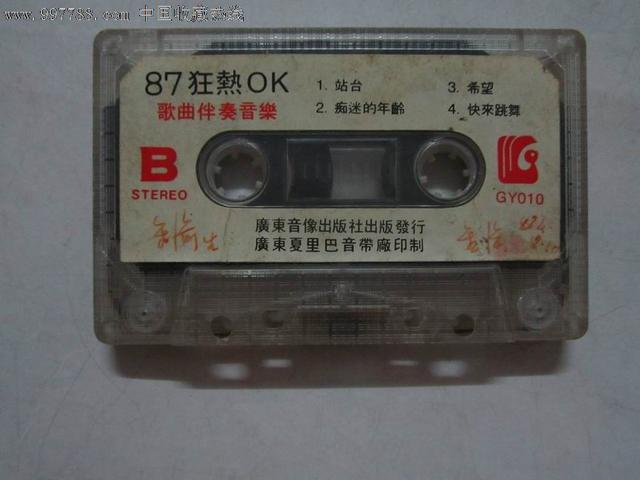 www.997788.com 中国收藏热线
87狂熱OK
歌曲伴奏音樂
1. 站台
2. 痴迷的年齡
3. 希望
4. 快來跳舞
B
STEREO
GY010
廣東音像出版社出版發行
廣東夏里巴音帶廠印制